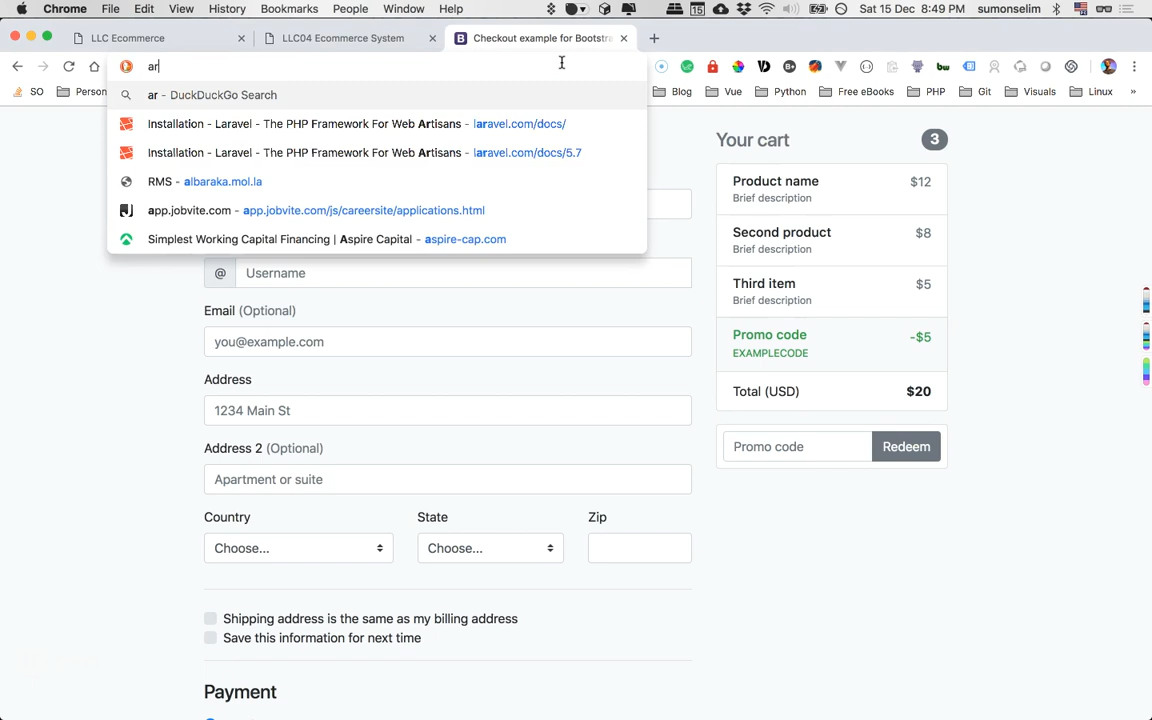 Chrome File Edit View History Bookmarks People Window Help 15 Sat 15 Dec 8:49 PM sumonselim
LLC Ecommerce LLC04 Ecommerce System B Checkout example for Bootstra
ar
SO Person Blog Vue Python Free eBooks PHP Git Visuals Linux »
ar - DuckDuckGo Search
Installation - Laravel - The PHP Framework For Web Artisans - laravel.com/docs/
Installation - Laravel - The PHP Framework For Web Artisans - laravel.com/docs/5.7
RMS - albaraka.mol.la
app.jobvite.com - app.jobvite.com/js/careersite/applications.html
Simplest Working Capital Financing | Aspire Capital - aspire-cap.com
@ Username
Email (Optional)
you@example.com
Address
1234 Main St
Address 2 (Optional)
Apartment or suite
Country State Zip
Choose... Choose...
Shipping address is the same as my billing address
Save this information for next time
Payment
Your cart 3
Product name $12
Brief description
Second product $8
Brief description
Third item $5
Brief description
Promo code -$5
EXAMPLECODE
Total (USD) $20
Promo code Redeem